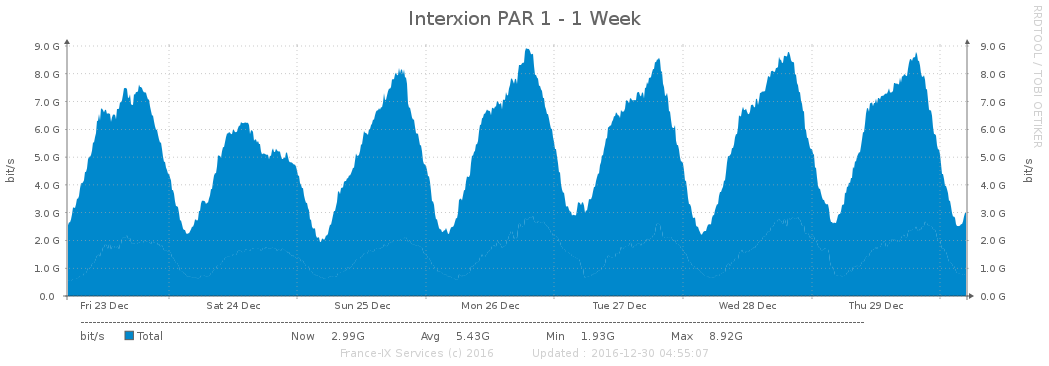 Interxion PAR 1 - 1 Week
RRDTOOL / TOBI OETIKER
9.0 G 9.0 G
8.0 G 8.0 G
7.0 G 7.0 G
6.0 G 6.0 G
5.0 G 5.0 G
4.0 G 4.0 G
3.0 G 3.0 G
2.0 G 2.0 G
1.0 G 1.0 G
0.0 0.0 G
bit/s bit/s
Fri 23 Dec Sat 24 Dec Sun 25 Dec Mon 26 Dec Tue 27 Dec Wed 28 Dec Thu 29 Dec
bit/s Total Now 2.99G Avg 5.43G Min 1.93G Max 8.92G
France-IX Services (c) 2016 Updated : 2016-12-30 04:55:07